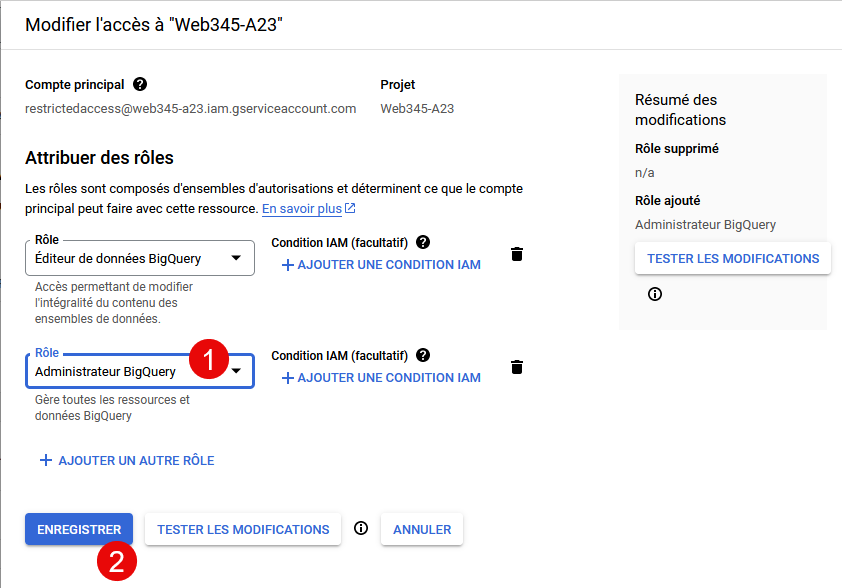 Modifier l'accès à "Web345-A23"
Compte principal
Projet
restrictedaccess@web345-a23.iam.gserviceaccount.com
Web345-A23
Attribuer des rôles
Les rôles sont composés d'ensembles d'autorisations et déterminent ce que le compte
principal peut faire avec cette ressource. En savoir plus
Rôle
Éditeur de données BigQuery
Condition IAM (facultatif)
AJOUTER UNE CONDITION IAM
Accès permettant de modifier
l'intégralité du contenu des
ensembles de données.
Rôle
Administrateur BigQuery
1
Condition IAM (facultatif)
AJOUTER UNE CONDITION IAM
Gère toutes les ressources et
données BigQuery
AJOUTER UN AUTRE RÔLE
ENREGISTRER
2
TESTER LES MODIFICATIONS
ANNULER
Résumé des
modifications
Rôle supprimé
n/a
Rôle ajouté
Administrateur BigQuery
TESTER LES MODIFICATIONS